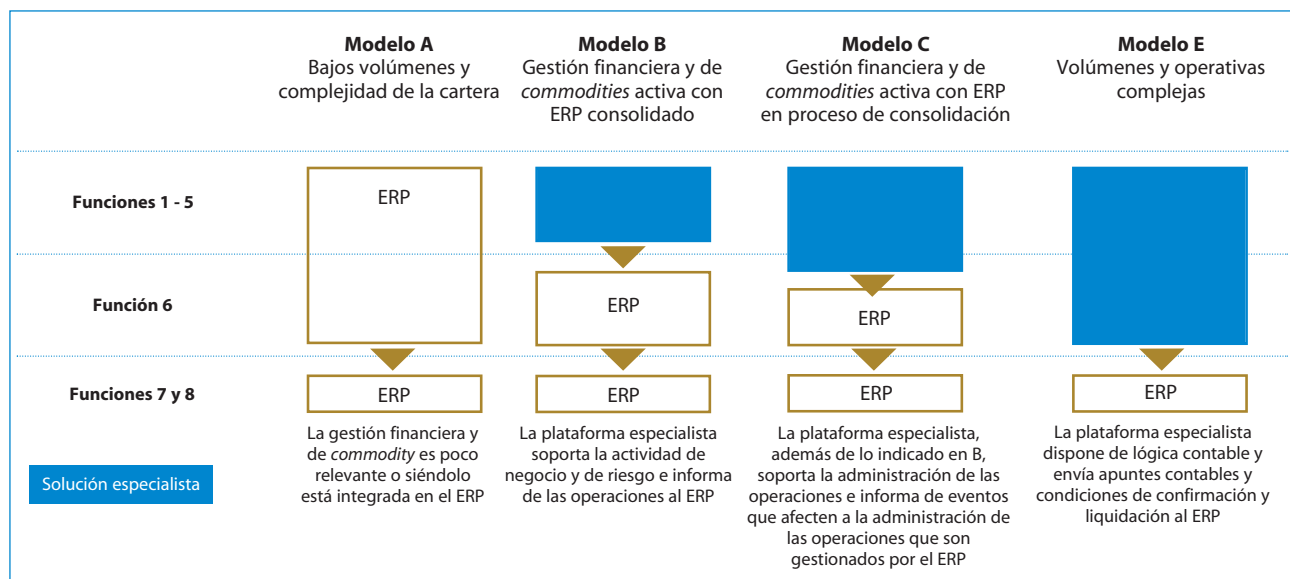 Modelo A
Bajos volúmenes y
complejidad de la cartera
Modelo B
Gestión financiera y de
commodities activa con
ERP consolidado
Modelo C
Gestión financiera y de
commodities activa con ERP
en proceso de consolidación
Modelo E
Volúmenes y operativas
complejas
Funciones 1 - 5
ERP
Función 6
ERP
ERP
Funciones 7 y 8
ERP
ERP
ERP
ERP
Solución especialista
La gestión financiera y
de commodity es poco
relevante o siéndolo
está integrada en el ERP
La plataforma especialista
soporta la actividad de
negocio y de riesgo e informa
de las operaciones al ERP
La plataforma especialista,
además de lo indicado en B,
soporta la administración de las
operaciones e informa de eventos
que afecten a la administración de
las operaciones que son
gestionados por el ERP
La plataforma especialista
dispone de lógica contable y
envía apuntes contables y
condiciones de confirmación y
liquidación al ERP